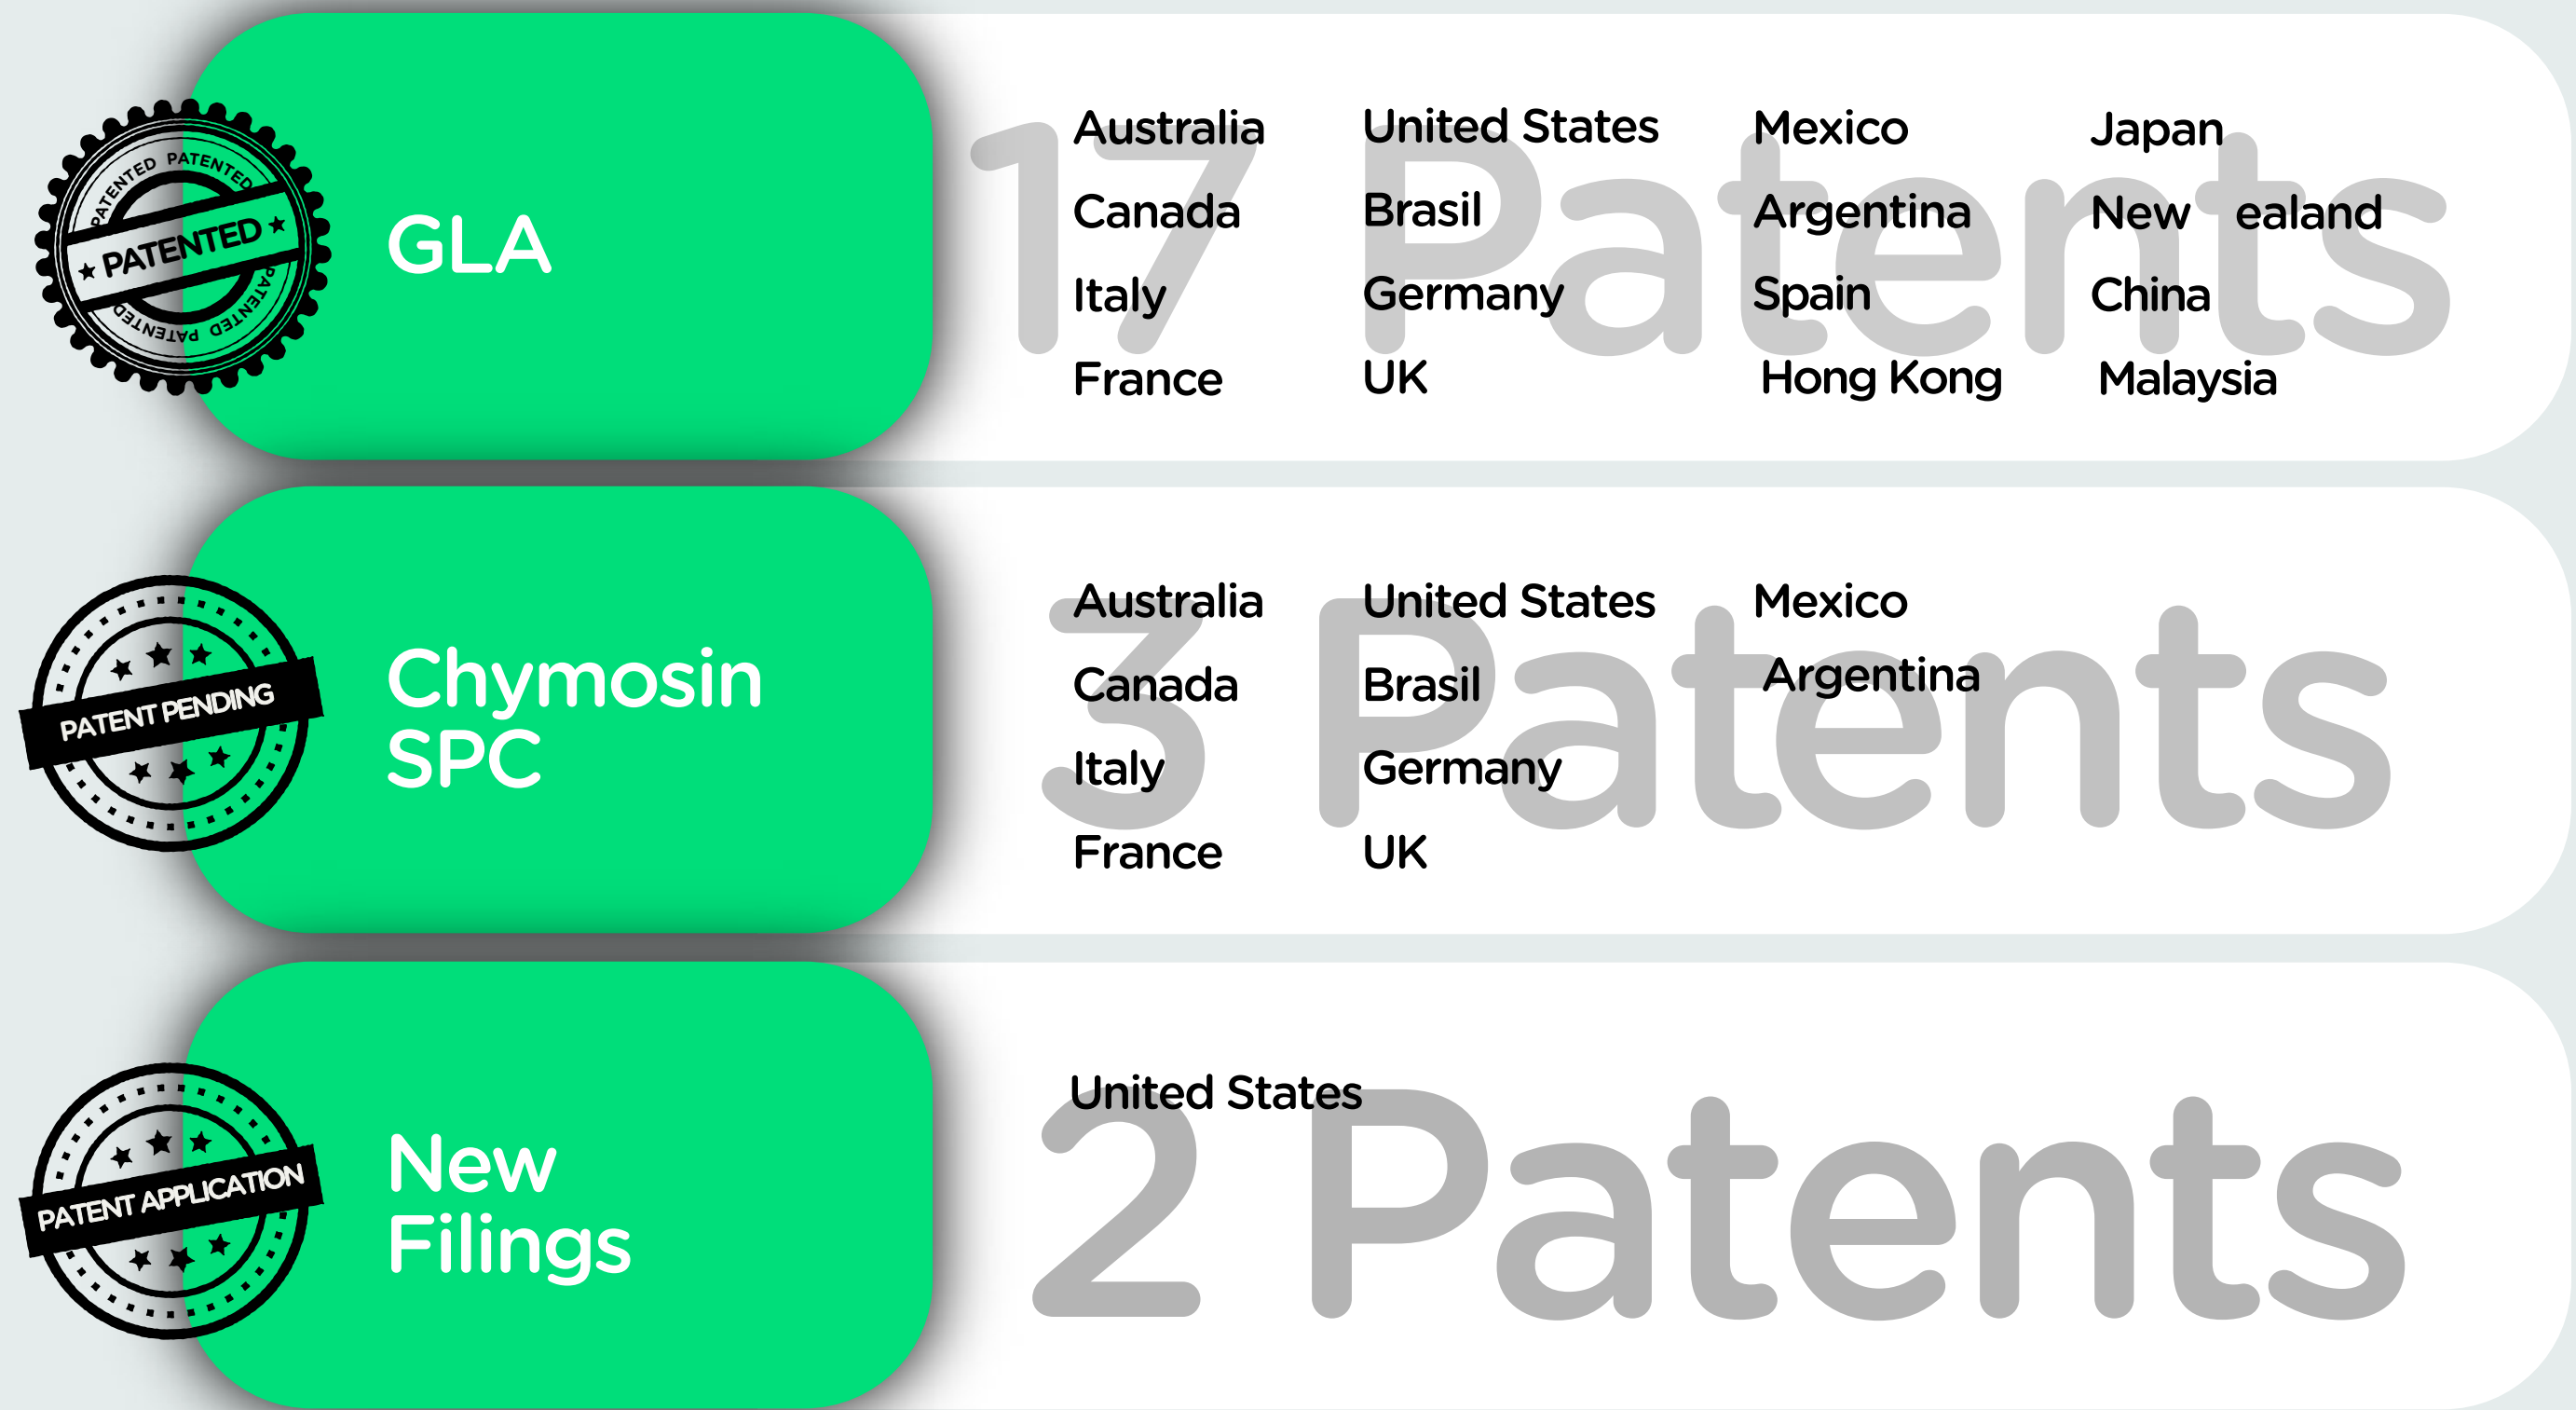 PATENTED PATENTED
★ PATENTED ★
PATENTED PATENTED
GLA
17 Patents
Australia United States Mexico Japan
Canada Brasil Argentina New ealand
Italy Germany Spain China
France UK Hong Kong Malaysia
PATENT PENDING
Chymosin
SPC
3 Patents
Australia United States Mexico
Canada Brasil Argentina
Italy Germany
France UK
PATENT APPLICATION
New
Filings
2 Patents
United States